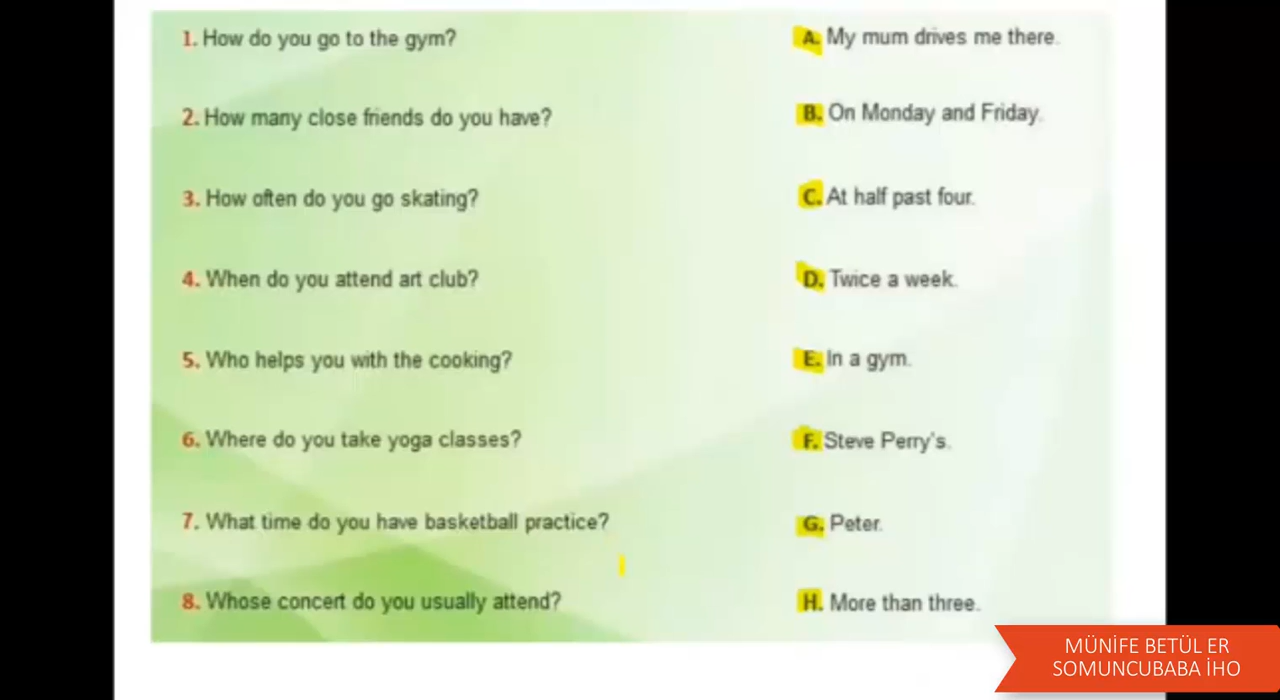 1. How do you go to the gym?
A. My mum drives me there.
2. How many close friends do you have?
B. On Monday and Friday.
3. How often do you go skating?
C. At half past four.
4. When do you attend art club?
D. Twice a week.
5. Who helps you with the cooking?
E. In a gym.
6. Where do you take yoga classes?
F. Steve Perry's.
7. What time do you have basketball practice?
G. Peter.
8. Whose concert do you usually attend?
H. More than three.
MÜNİFE BETÜL ER
SOMUNCUBABA İHO